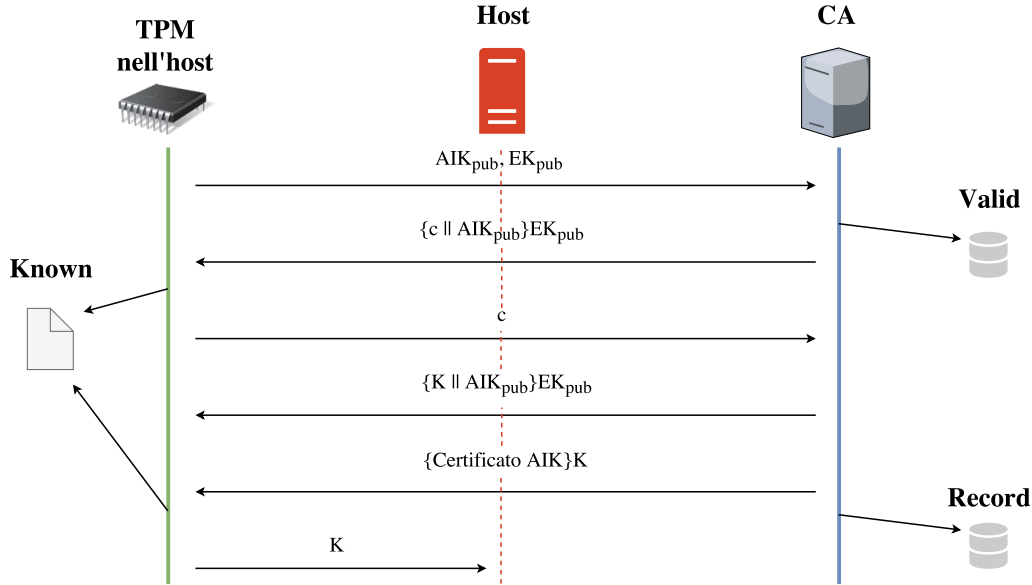 Host
CA
TPM
nell'host
AIKpub, EKpub
Valid
{c || AIKpub}EKpub
Known
c
{K || AIKpub}EKpub
{Certificato AIK}K
Record
K